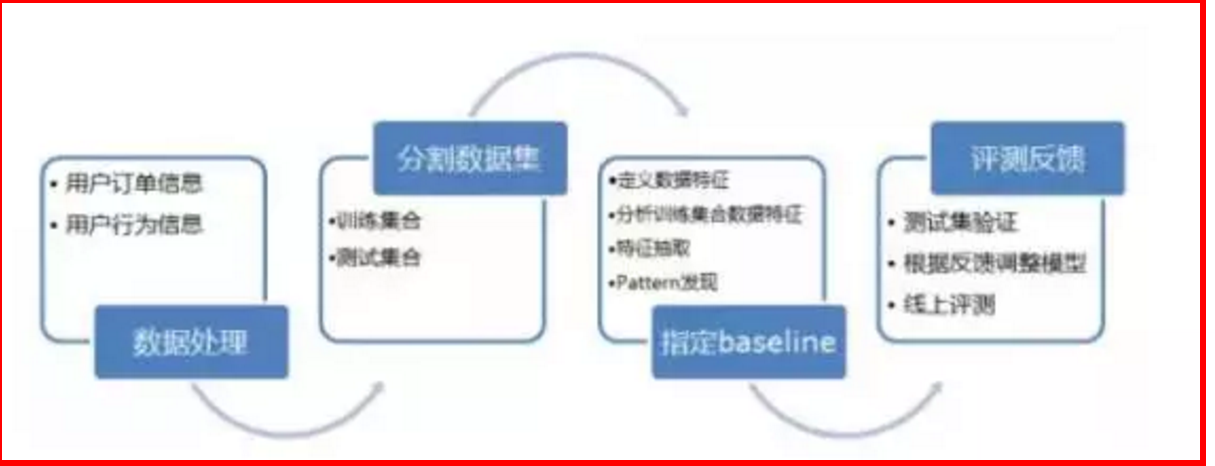 • 用户订单信息
• 用户行为信息
数据处理
分割数据集
•训练集合
•测试集合
•定义数据特征
•分析训练集合数据特征
•特征抽取
•Pattern发现
指定baseline
评测反馈
• 测试集验证
• 根据反馈调整模型
• 线上评测